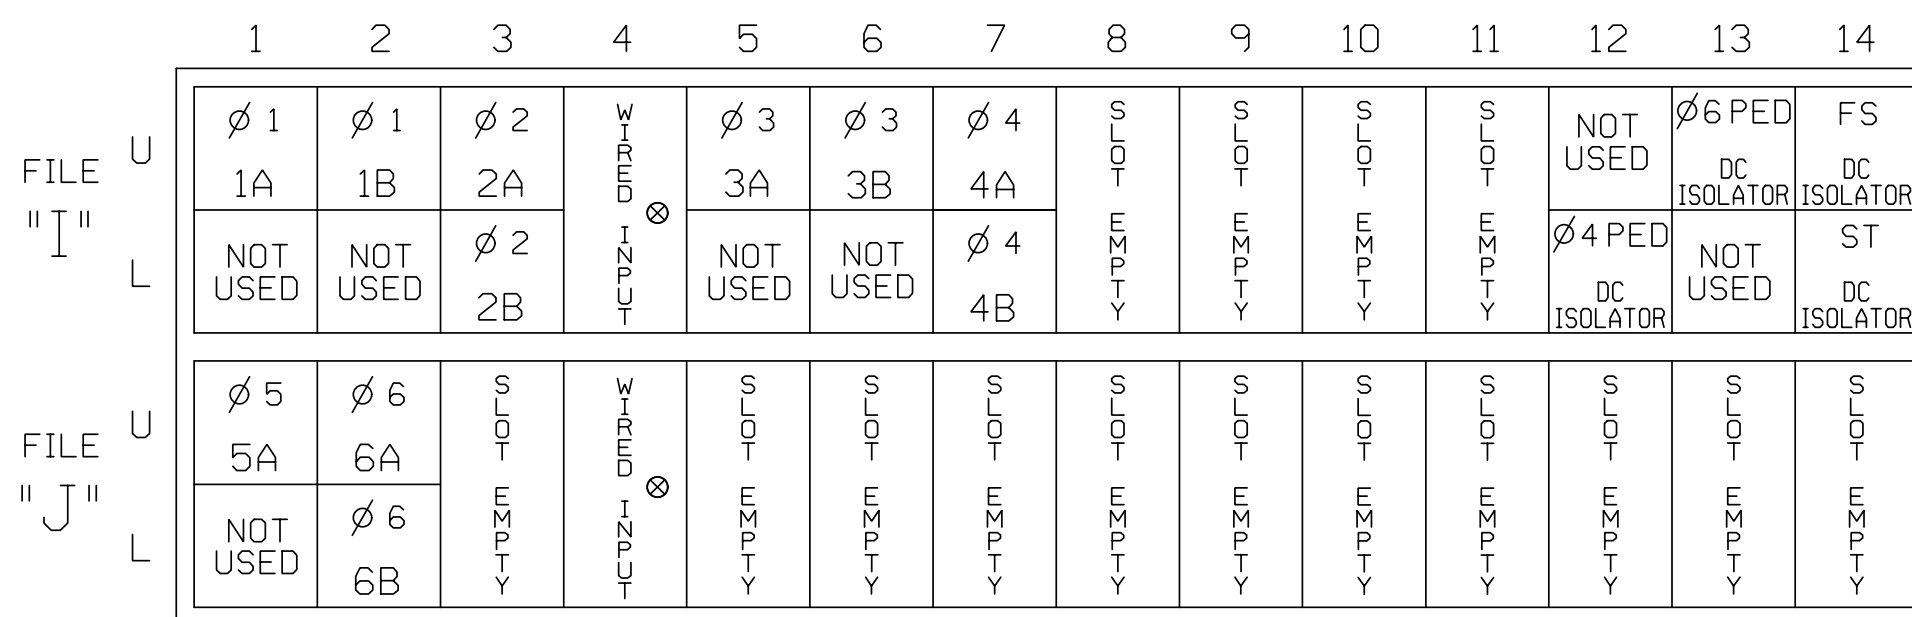 1 2 3 4 5 6 7 8 9 10 11 12 13 14
FILE
"I"
U
L
Ø 1
1A
NOT
USED
Ø 1
1B
NOT
USED
Ø 2
2A
Ø 2
2B
WIRED INPUT
Ø 3
3A
NOT
USED
Ø 3
3B
NOT
USED
Ø 4
4A
Ø 4
4B
SLOT EMPTY
SLOT EMPTY
SLOT EMPTY
SLOT EMPTY
NOT
USED
Ø4 PED
DC
ISOLATOR
Ø6 PED
DC
ISOLATOR
NOT
USED
FS
DC
ISOLATOR
ST
DC
ISOLATOR
FILE
"J"
U
L
Ø 5
5A
NOT
USED
Ø 6
6A
Ø 6
6B
SLOT EMPTY
WIRED INPUT
SLOT EMPTY
SLOT EMPTY
SLOT EMPTY
SLOT EMPTY
SLOT EMPTY
SLOT EMPTY
SLOT EMPTY
SLOT EMPTY
SLOT EMPTY
SLOT EMPTY